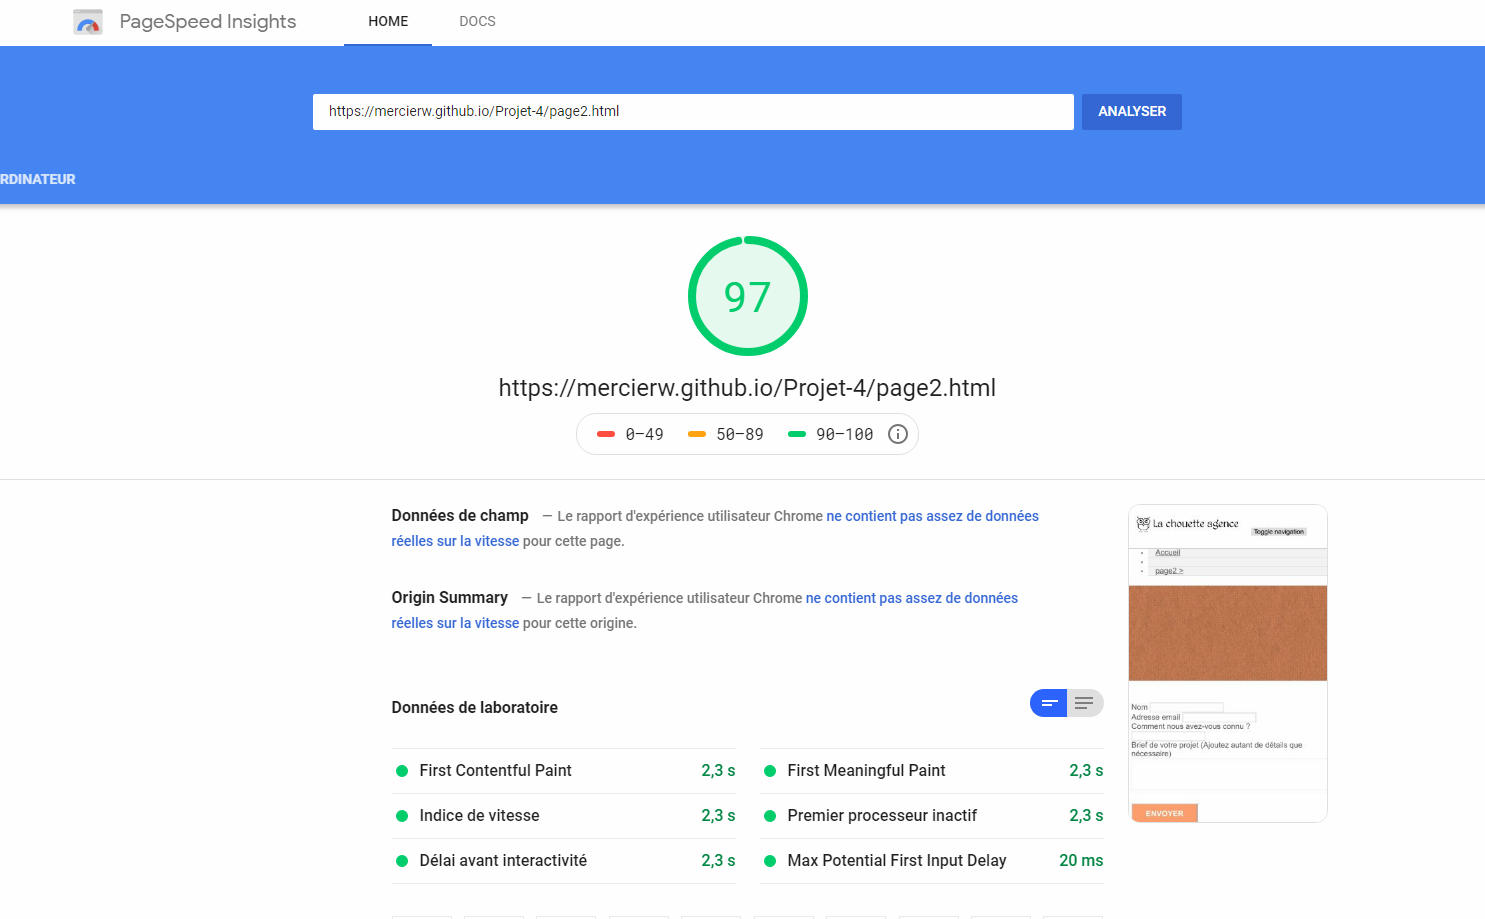 PageSpeed Insights
HOME
DOCS
https://mercierw.github.io/Projet-4/page2.html
ANALYSER
RDINATEUR
97
https://mercierw.github.io/Projet-4/page2.html
0–49
50–89
90–100
Données de champ — Le rapport d'expérience utilisateur Chrome ne contient pas assez de données
réelles sur la vitesse pour cette page.
Origin Summary — Le rapport d'expérience utilisateur Chrome ne contient pas assez de données
réelles sur la vitesse pour cette origine.
Données de laboratoire
First Contentful Paint 2,3 s
First Meaningful Paint 2,3 s
Indice de vitesse 2,3 s
Premier processeur inactif 2,3 s
Délai avant interactivité 2,3 s
Max Potential First Input Delay 20 ms
La chouette agence
Toggle navigation
Accueil
page2 >
Nom
Adresse email
Comment nous avez-vous connu ?
Brief de votre projet (Ajoutez autant de détails que
nécessaire)
ENVOYER